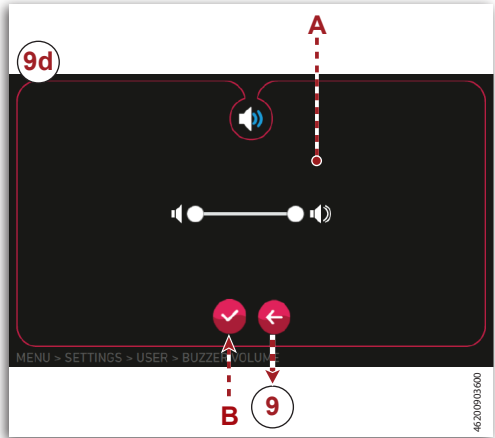 A
9d
MENU > SETTINGS > USER > BUZZER VOLUME
B
9
46200903600